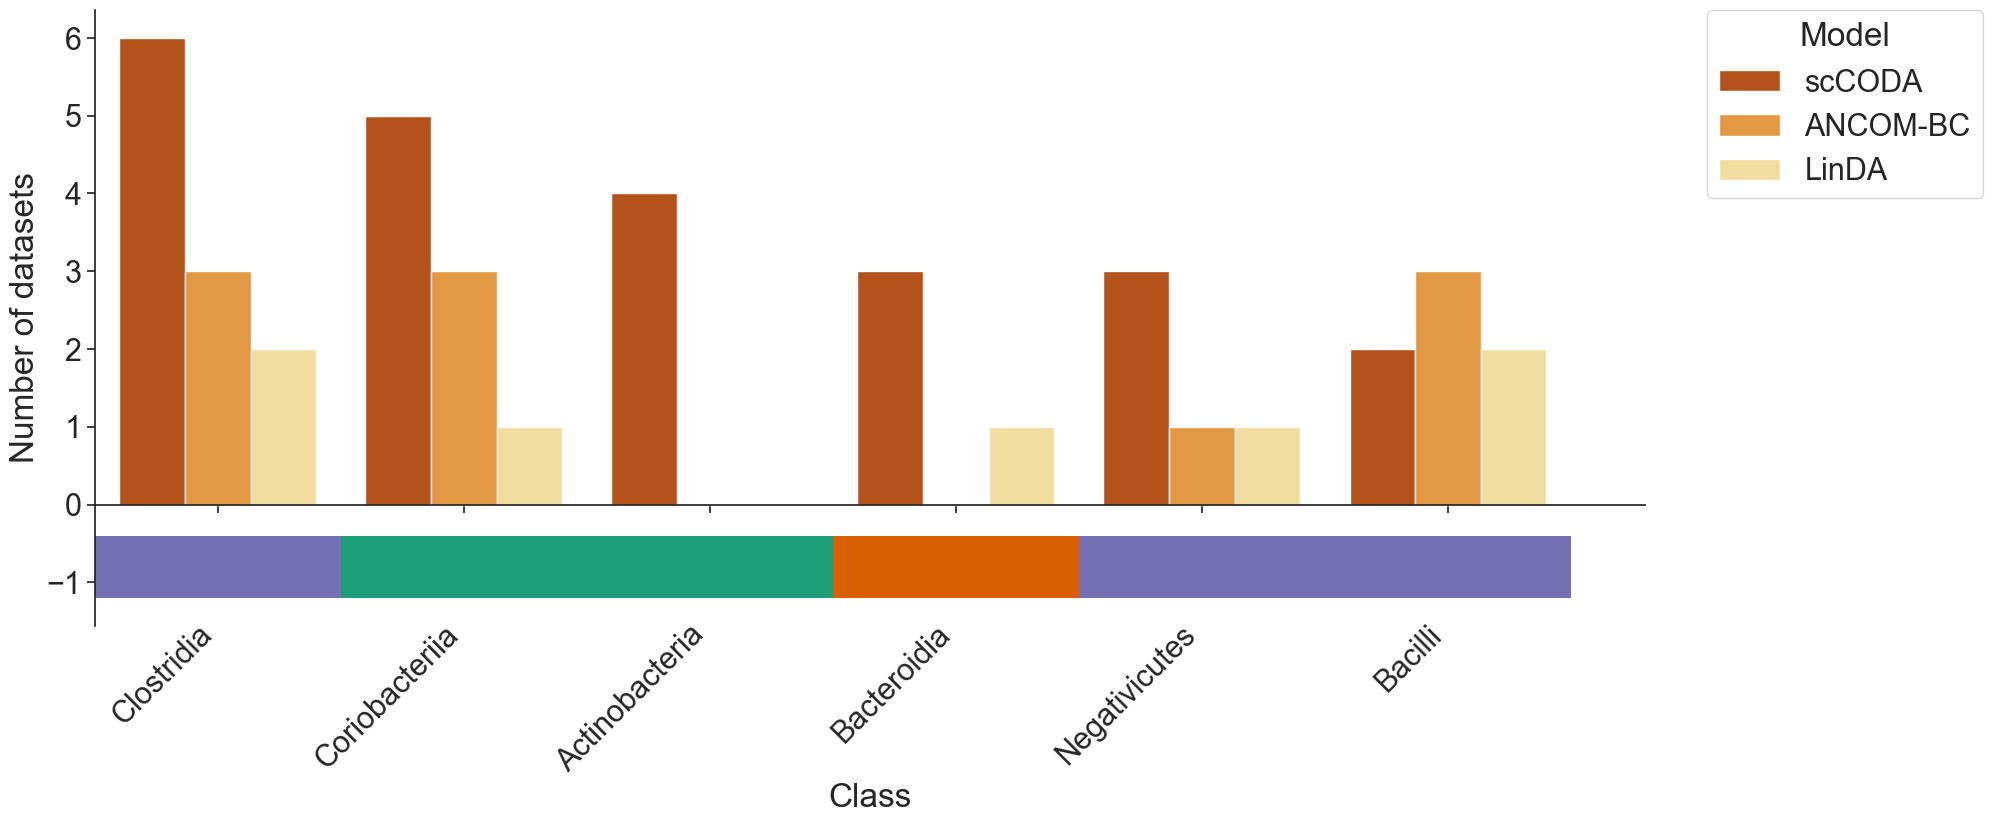 Number of datasets
6
5
4
3
2
1
0
−1
Clostridia
Coriobacteriia
Actinobacteria
Bacteroidia
Negativicutes
Bacilli
Class
Model
scCODA
ANCOM-BC
LinDA